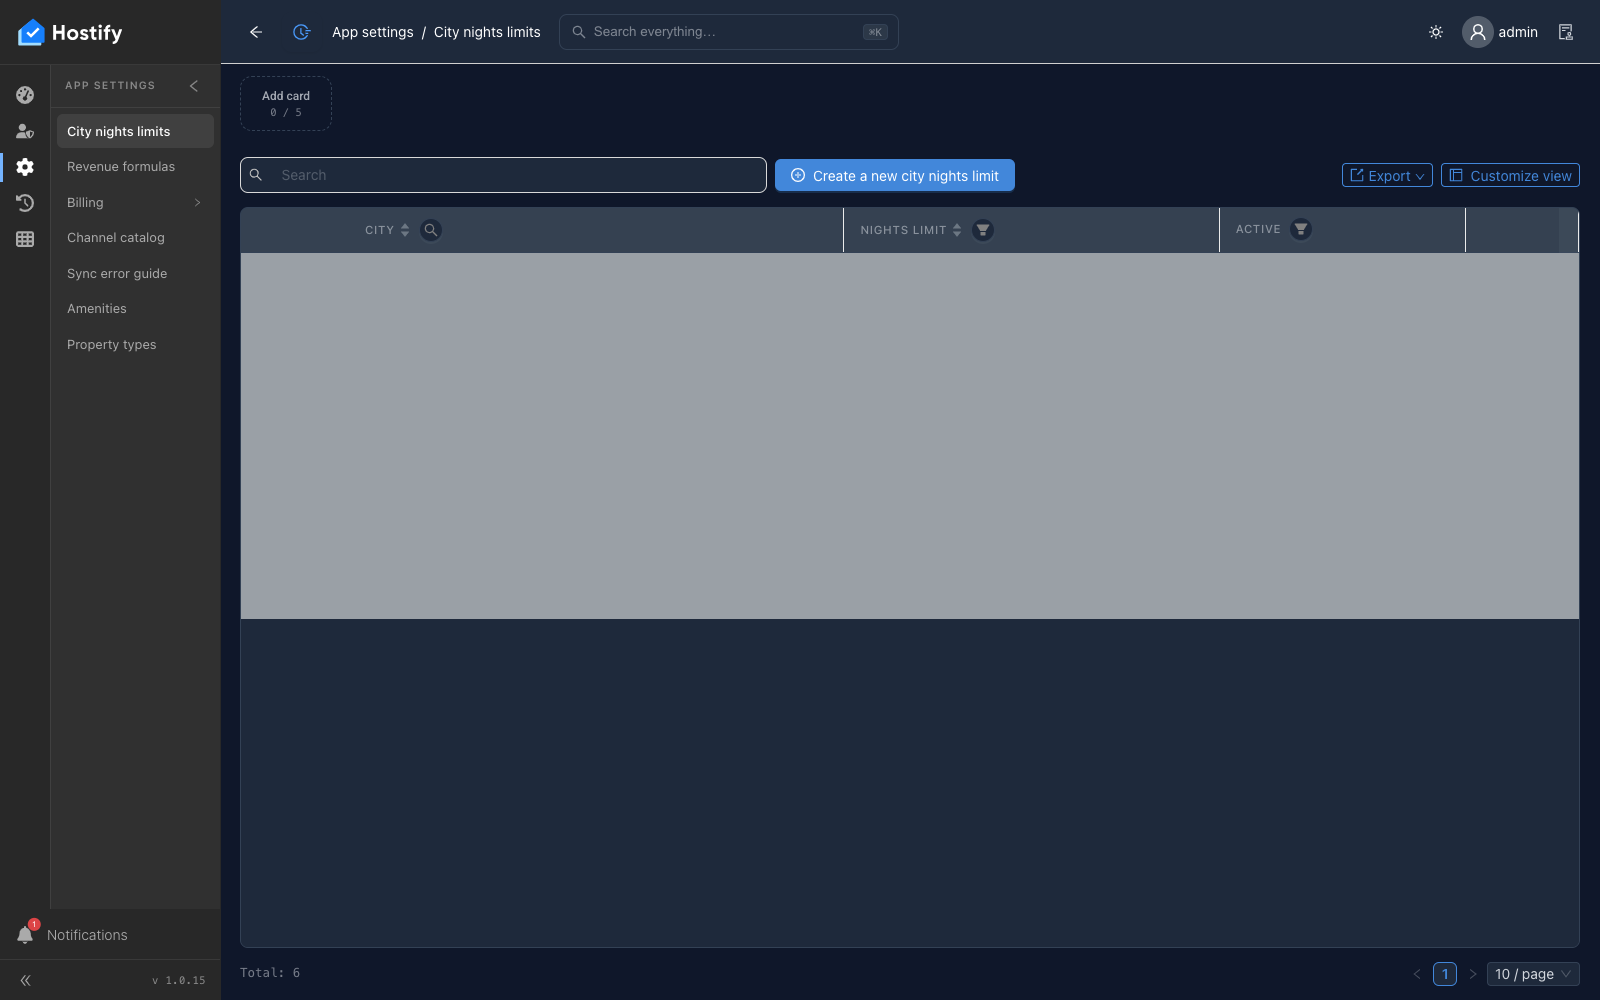 Hostify
App settings / City nights limits
Search everything...
⌘K
admin
APP SETTINGS
City nights limits
Revenue formulas
Billing
Channel catalog
Sync error guide
Amenities
Property types
Add card
0 / 5
Search
Create a new city nights limit
Export
Customize view
CITY
NIGHTS LIMIT
ACTIVE
1
Notifications
v 1.0.15
Total: 6
1
10 / page